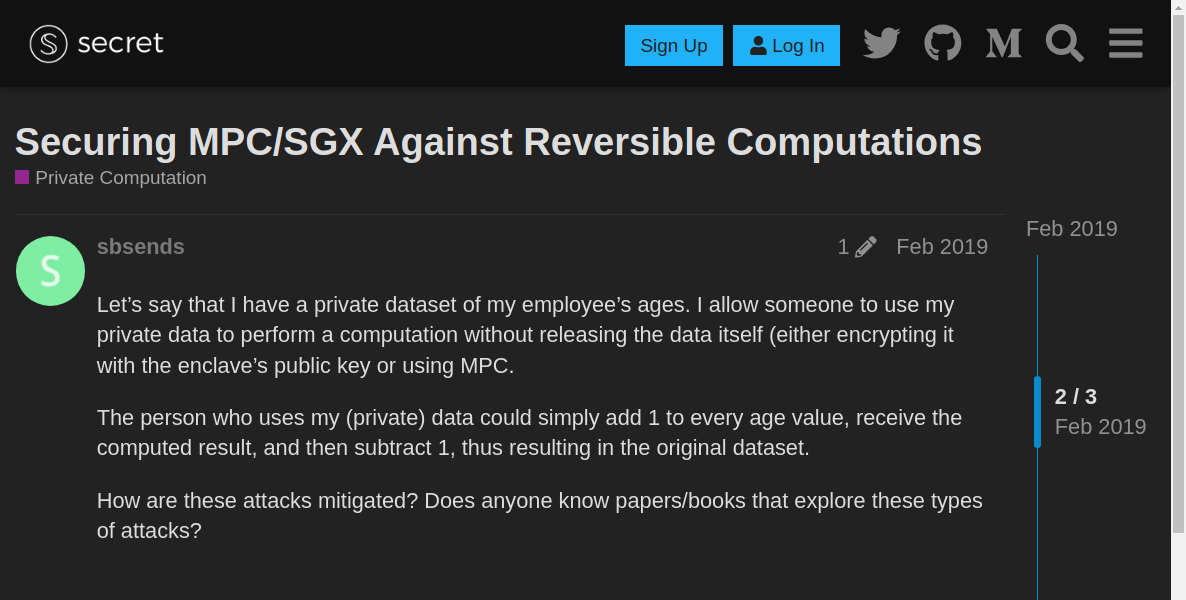 secret
Sign Up
Log In
Securing MPC/SGX Against Reversible Computations
Private Computation
Feb 2019
S
sbsends
1
Feb 2019
Let’s say that I have a private dataset of my employee’s ages. I allow someone to use my
private data to perform a computation without releasing the data itself (either encrypting it
with the enclave’s public key or using MPC.
2 / 3
Feb 2019
The person who uses my (private) data could simply add 1 to every age value, receive the
computed result, and then subtract 1, thus resulting in the original dataset.
How are these attacks mitigated? Does anyone know papers/books that explore these types
of attacks?